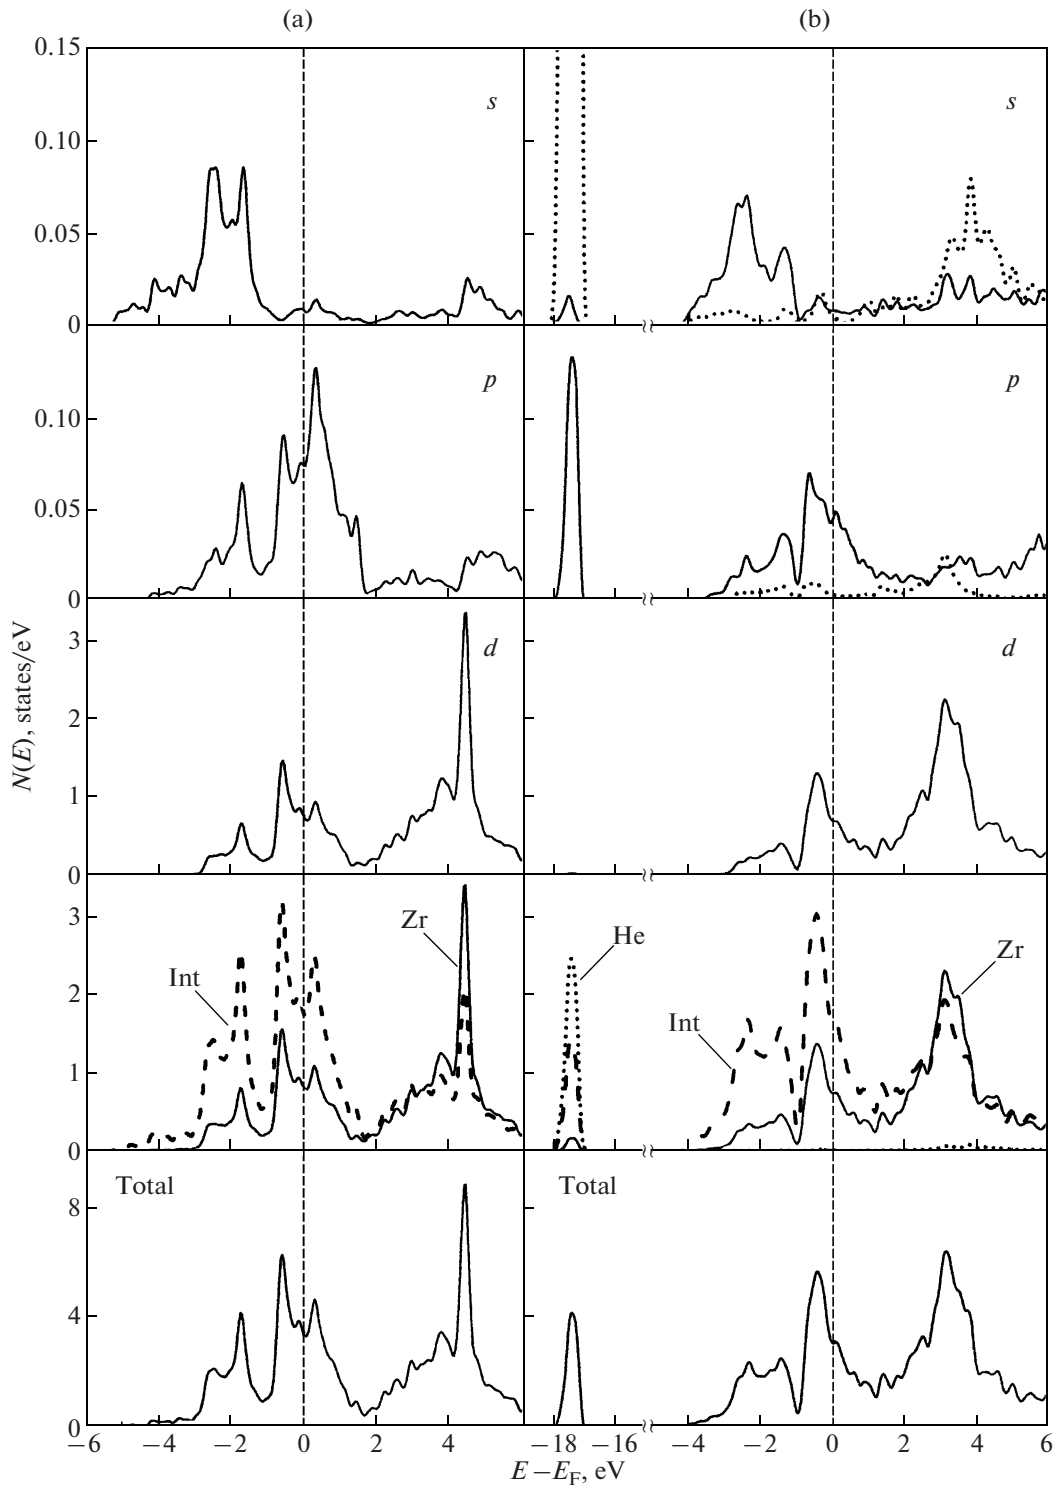 (a) (b)
0.15
s s
0.10
0.05
0
p p
0.10
0.05
0
d d
3
2
1
0
N(E), states/eV
3
Zr He Zr
Int Int
2
1
0
Total Total
8
4
0
−6 −4 −2 0 2 4 −18 −16 −4 −2 0 2 4 6
E − E_F, eV